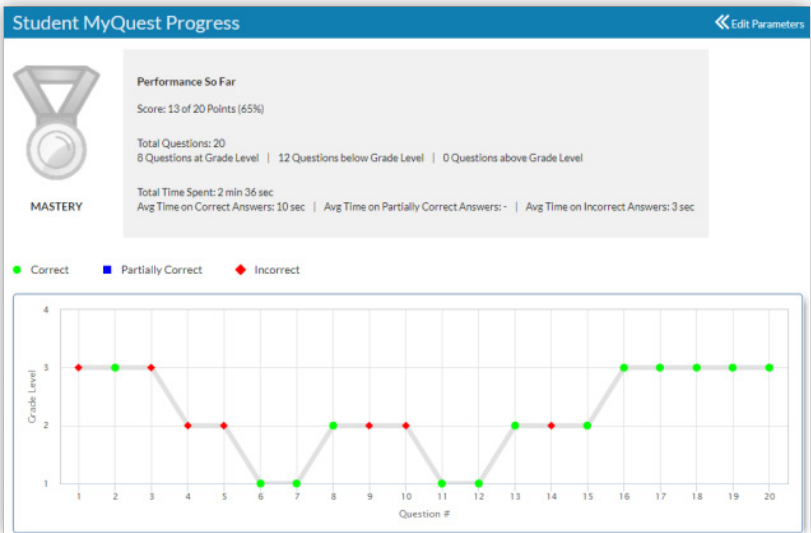 Student MyQuest Progress
Edit Parameters
Performance So Far
Score: 13 of 20 Points (65%)
Total Questions: 20
8 Questions at Grade Level | 12 Questions below Grade Level | 0 Questions above Grade Level
Total Time Spent: 2 min 36 sec
Avg Time on Correct Answers: 10 sec | Avg Time on Partially Correct Answers: - | Avg Time on Incorrect Answers: 3 sec
MASTERY
Correct Partially Correct Incorrect
4
3
2
1
Grade Level
1 2 3 4 5 6 7 8 9 10 11 12 13 14 15 16 17 18 19 20
Question #